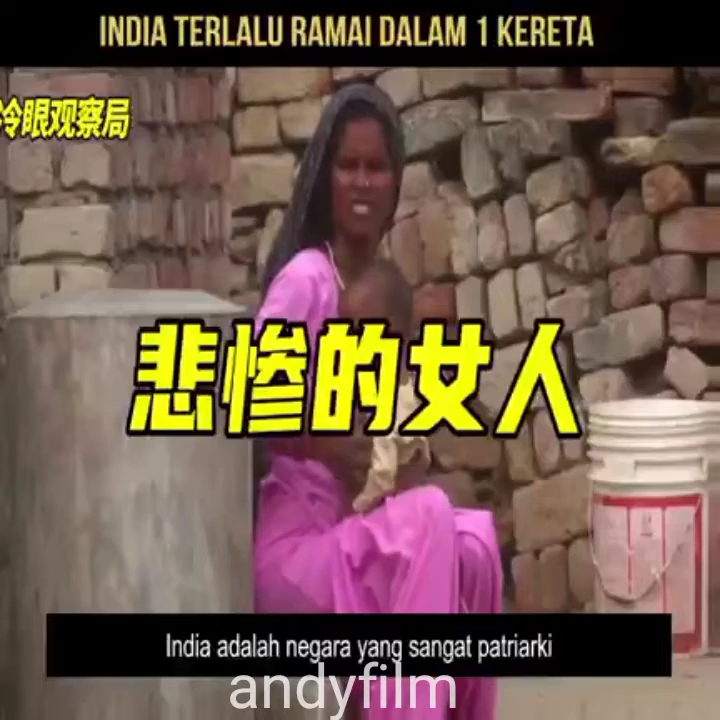 INDIA TERLALU RAMAI DALAM 1 KERETA
冷眼观察局
悲惨的女人
India adalah negara yang sangat patriarki
andyfilm